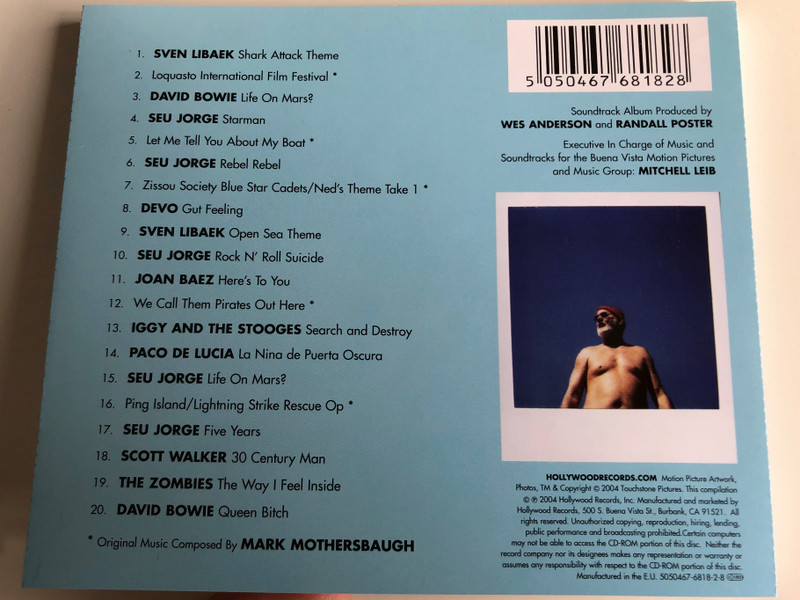 1. SVEN LIBAEK Shark Attack Theme
2. Loquasto International Film Festival *
3. DAVID BOWIE Life On Mars?
4. SEU JORGE Starman
5. Let Me Tell You About My Boat *
6. SEU JORGE Rebel Rebel
7. Zissou Society Blue Star Cadets/Ned's Theme Take 1 *
8. DEVO Gut Feeling
9. SVEN LIBAEK Open Sea Theme
10. SEU JORGE Rock N' Roll Suicide
11. JOAN BAEZ Here's To You
12. We Call Them Pirates Out Here *
13. IGGY AND THE STOOGES Search and Destroy
14. PACO DE LUCIA La Nina de Puerta Oscura
15. SEU JORGE Life On Mars?
16. Ping Island/Lightning Strike Rescue Op *
17. SEU JORGE Five Years
18. SCOTT WALKER 30 Century Man
19. THE ZOMBIES The Way I Feel Inside
20. DAVID BOWIE Queen Bitch
* Original Music Composed By MARK MOTHERSBAUGH
5 050467 681828
Soundtrack Album Produced by
WES ANDERSON and RANDALL POSTER
Executive In Charge of Music and
Soundtracks for the Buena Vista Motion Pictures
and Music Group: MITCHELL LEIB
HOLLYWOODRECORDS.COM Motion Picture Artwork,
Photos, TM & Copyright © 2004 Touchstone Pictures. This compilation
© ℗ 2004 Hollywood Records, Inc. Manufactured and marketed by
Hollywood Records, 500 S. Buena Vista St., Burbank, CA 91521. All
rights reserved. Unauthorized copying, reproduction, hiring, lending,
public performance and broadcasting prohibited.Certain computers
may not be able to access the CD-ROM portion of this disc. Neither the
record company nor its designees makes any representation or warranty or
assumes any responsibility with respect to the CD-ROM portion of this disc.
Manufactured in the E.U. 5050467-6818-2-8